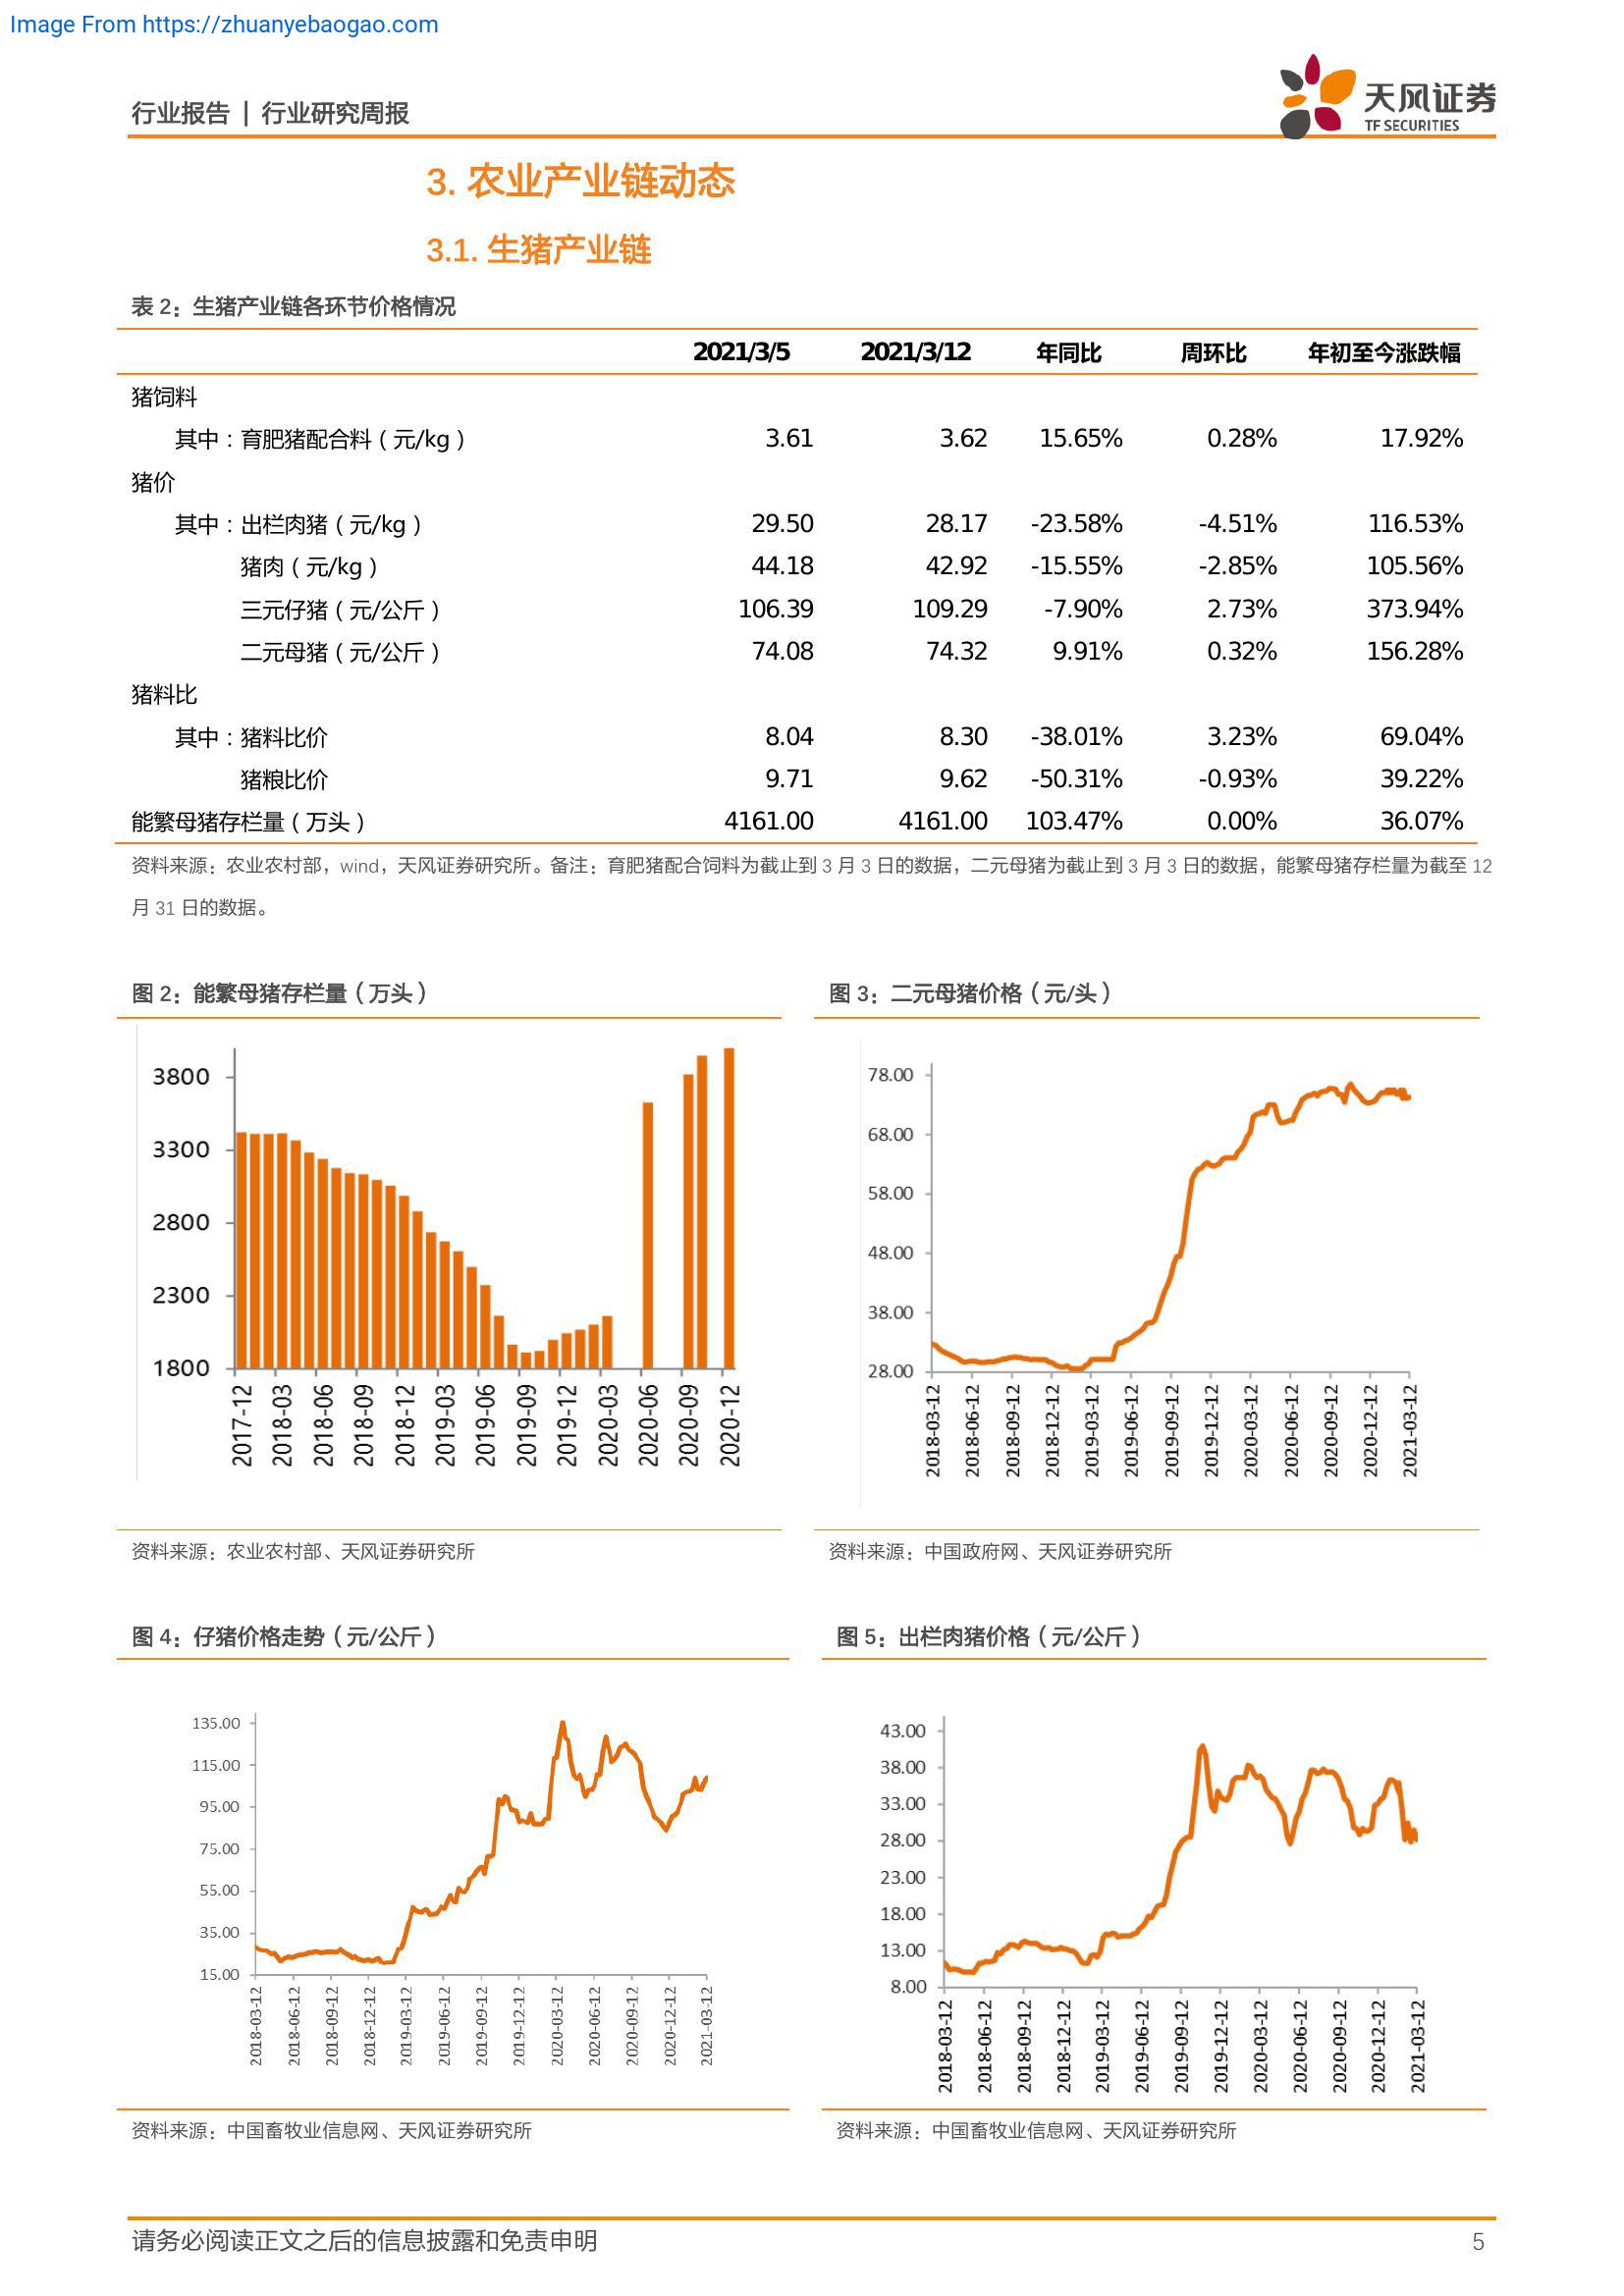 Image From https://zhuanyebaogao.com
行业报告 | 行业研究周报
天风证券
TF SECURITIES
3. 农业产业链动态
3.1. 生猪产业链
表 2：生猪产业链各环节价格情况
2021/3/5 2021/3/12 年同比 周环比 年初至今涨跌幅
猪饲料
其中：育肥猪配合料（元/kg） 3.61 3.62 15.65% 0.28% 17.92%
猪价
其中：出栏肉猪（元/kg） 29.50 28.17 -23.58% -4.51% 116.53%
猪肉（元/kg） 44.18 42.92 -15.55% -2.85% 105.56%
三元仔猪（元/公斤） 106.39 109.29 -7.90% 2.73% 373.94%
二元母猪（元/公斤） 74.08 74.32 9.91% 0.32% 156.28%
猪料比
其中：猪料比价 8.04 8.30 -38.01% 3.23% 69.04%
猪粮比价 9.71 9.62 -50.31% -0.93% 39.22%
能繁母猪存栏量（万头） 4161.00 4161.00 103.47% 0.00% 36.07%
资料来源：农业农村部，wind，天风证券研究所。备注：育肥猪配合饲料为截止到 3 月 3 日的数据，二元母猪为截止到 3 月 3 日的数据，能繁母猪存栏量为截至 12
月 31 日的数据。
图 2：能繁母猪存栏量（万头）
3800
3300
2800
2300
1800
2017-12 2018-03 2018-06 2018-09 2018-12 2019-03 2019-06 2019-09 2019-12 2020-03 2020-06 2020-09 2020-12
资料来源：农业农村部、天风证券研究所
图 3：二元母猪价格（元/头）
78.00
68.00
58.00
48.00
38.00
28.00
2018-03-12 2018-06-12 2018-09-12 2018-12-12 2019-03-12 2019-06-12 2019-09-12 2019-12-12 2020-03-12 2020-06-12 2020-09-12 2020-12-12 2021-03-12
资料来源：中国政府网、天风证券研究所
图 4：仔猪价格走势（元/公斤）
135.00
115.00
95.00
75.00
55.00
35.00
15.00
2018-03-12 2018-06-12 2018-09-12 2018-12-12 2019-03-12 2019-06-12 2019-09-12 2019-12-12 2020-03-12 2020-06-12 2020-09-12 2020-12-12 2021-03-12
资料来源：中国畜牧业信息网、天风证券研究所
图 5：出栏肉猪价格（元/公斤）
43.00
38.00
33.00
28.00
23.00
18.00
13.00
8.00
2018-03-12 2018-06-12 2018-09-12 2018-12-12 2019-03-12 2019-06-12 2019-09-12 2019-12-12 2020-03-12 2020-06-12 2020-09-12 2020-12-12 2021-03-12
资料来源：中国畜牧业信息网、天风证券研究所
请务必阅读正文之后的信息披露和免责申明 5